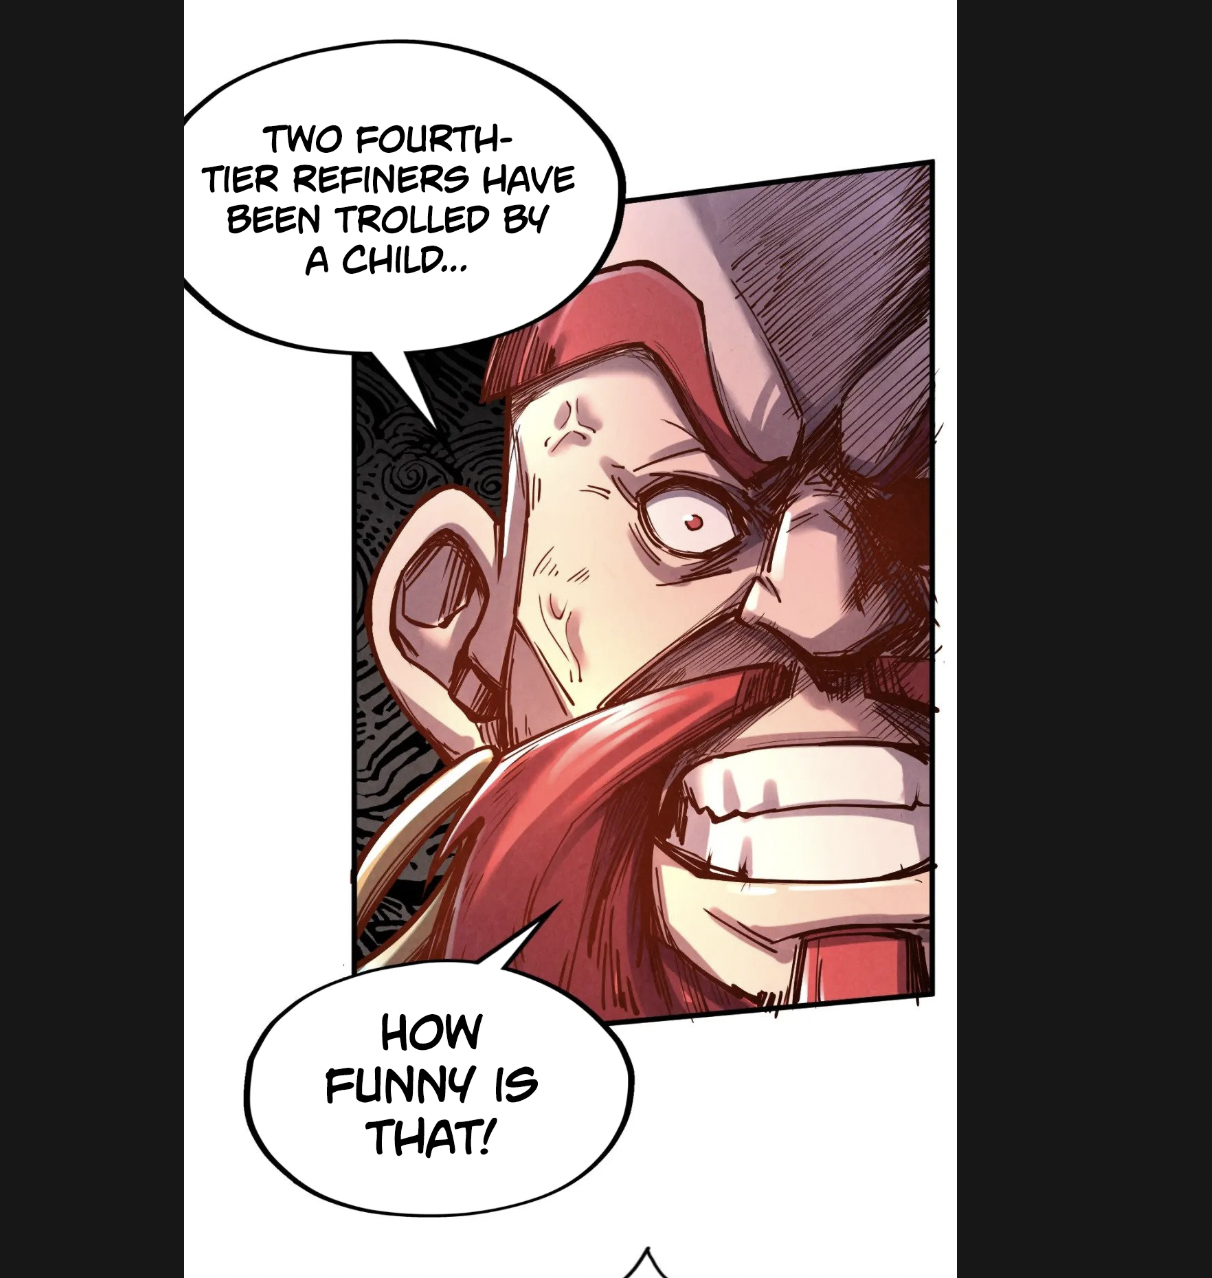 TWO FOURTH-
TIER REFINERS HAVE
BEEN TROLLED BY
A CHILD...
HOW
FUNNY IS
THAT!